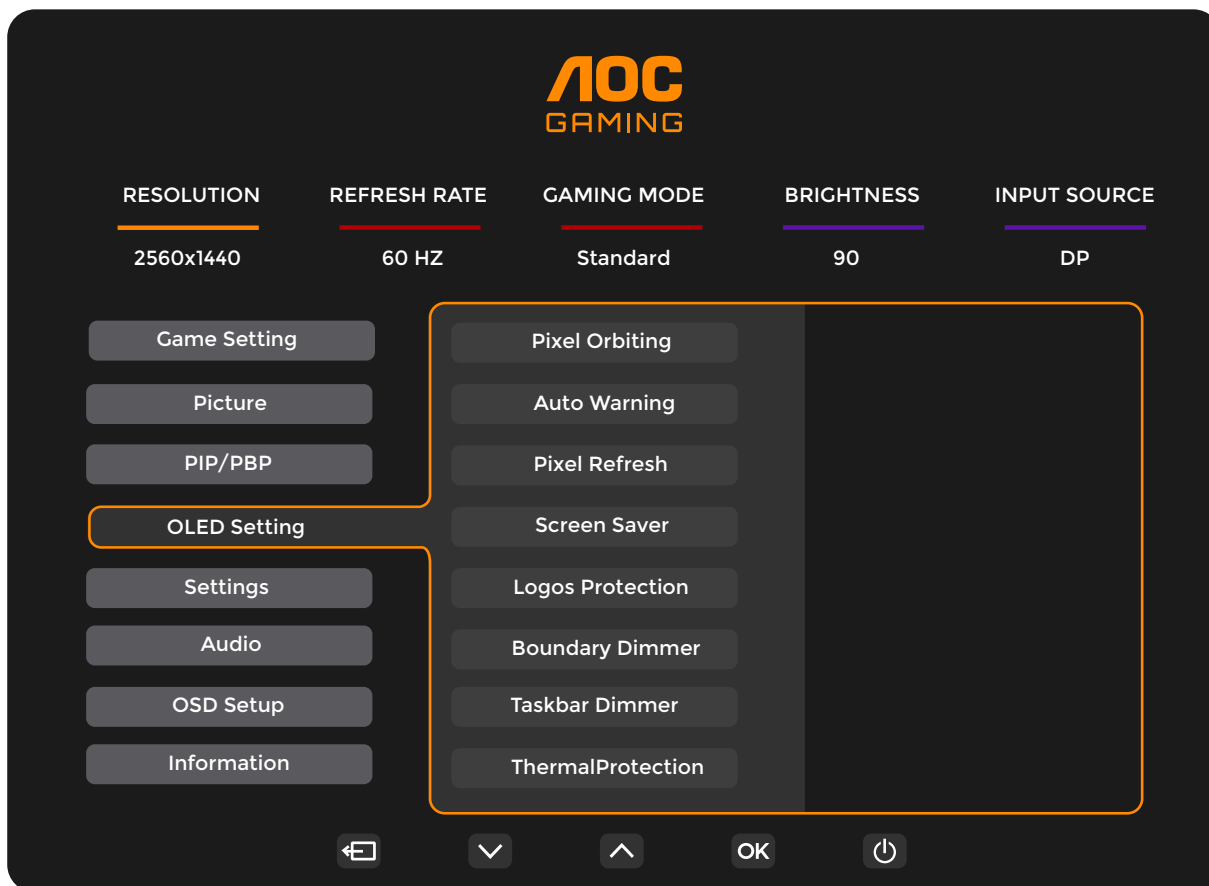 AOC
GAMING
RESOLUTION REFRESH RATE GAMING MODE BRIGHTNESS INPUT SOURCE
2560x1440 60 HZ Standard 90 DP
Game Setting Pixel Orbiting
Picture Auto Warning
PIP/PBP Pixel Refresh
OLED Setting Screen Saver
Settings Logos Protection
Audio Boundary Dimmer
OSD Setup Taskbar Dimmer
Information ThermalProtection
OK